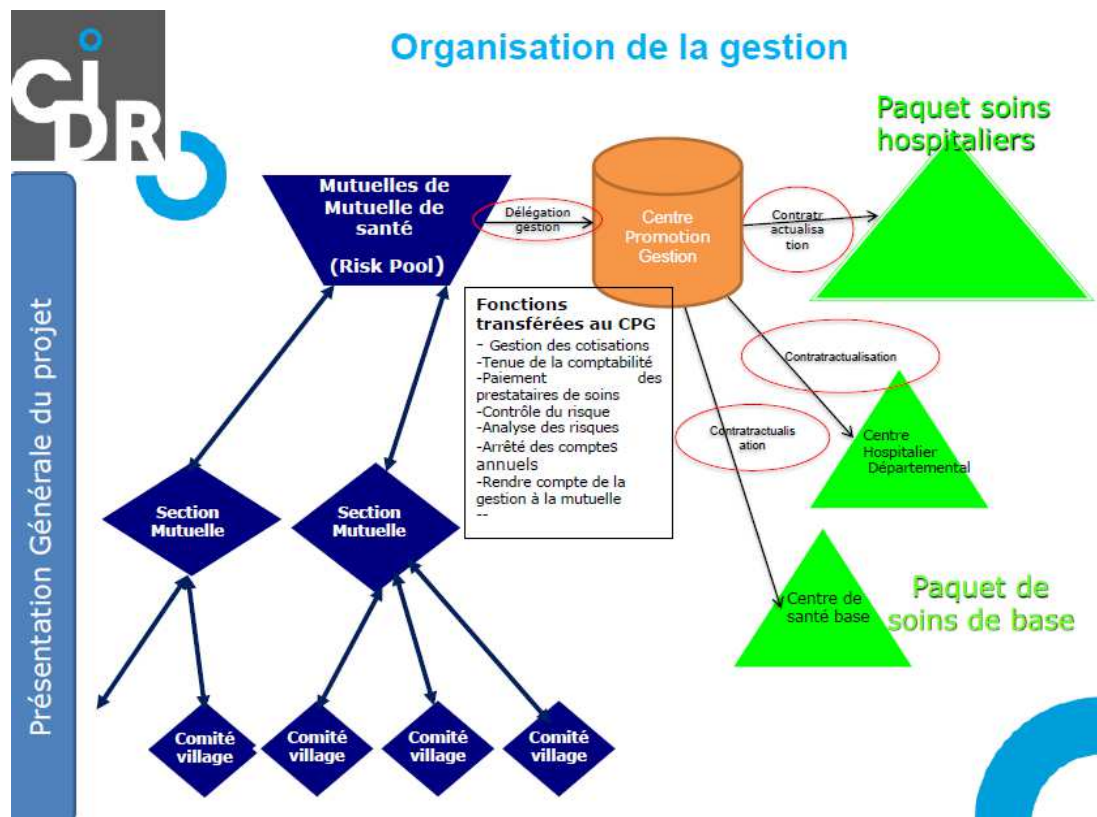 CIDR
Organisation de la gestion
Présentation Générale du projet
Mutuelles de
Mutuelle de
santé
(Risk Pool)
Délégation
gestion
Centre
Promotion
Gestion
Contratr
actualisa
tion
Paquet soins
hospitaliers
Fonctions
transférées au CPG
- Gestion des cotisations
-Tenue de la comptabilité
-Paiement des
prestataires de soins
-Contrôle du risque
-Analyse des risques
-Arrêté des comptes
annuels
-Rendre compte de la
gestion à la mutuelle
--
Contratractualisation
Contratractualis
ation
Centre
Hospitalier
Départemental
Centre de
santé base
Paquet de
soins de base
Section
Mutuelle
Section
Mutuelle
Comité
village
Comité
village
Comité
village
Comité
village